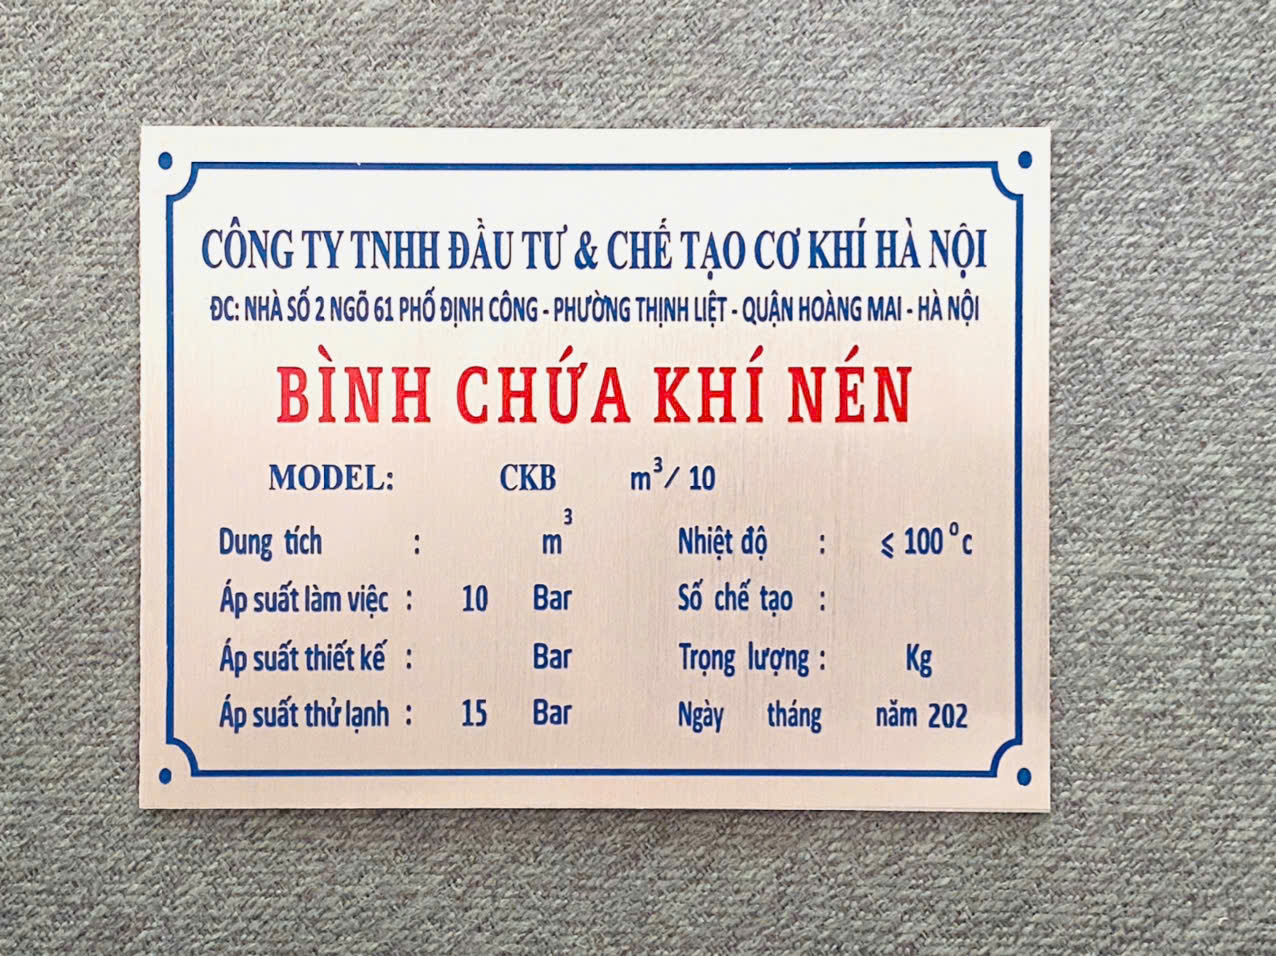 CÔNG TY TNHH ĐẦU TƯ & CHẾ TẠO CƠ KHÍ HÀ NỘI
ĐC: NHÀ SỐ 2 NGÕ 61 PHỐ ĐỊNH CÔNG - PHƯỜNG THỊNH LIỆT - QUẬN HOÀNG MAI - HÀ NỘI
BÌNH CHỨA KHÍ NÉN
MODEL: CKB m³/ 10
Dung tích : m³ Nhiệt độ : ⩽ 100 ⁰c
Áp suất làm việc : 10 Bar Số chế tạo :
Áp suất thiết kế : Bar Trọng lượng : Kg
Áp suất thử lạnh : 15 Bar Ngày tháng năm 202